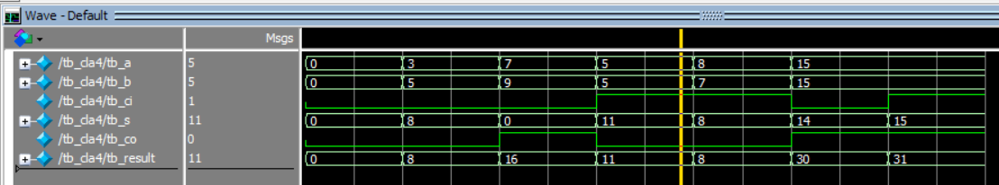 Wave - Default
Msgs
/tb_cla4/tb_a 5 0 3 7 5 8 15
/tb_cla4/tb_b 5 0 5 9 5 7 15
/tb_cla4/tb_ci 1
/tb_cla4/tb_s 11 0 8 0 11 8 14 15
/tb_cla4/tb_co 0
/tb_cla4/tb_result 11 0 8 16 11 8 30 31